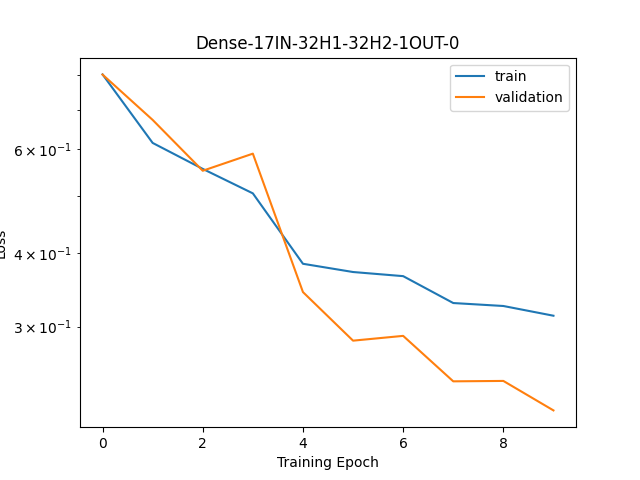 Dense-17IN-32H1-32H2-1OUT-0
train
validation
6 × 10⁻¹
4 × 10⁻¹
3 × 10⁻¹
Loss
0 2 4 6 8
Training Epoch